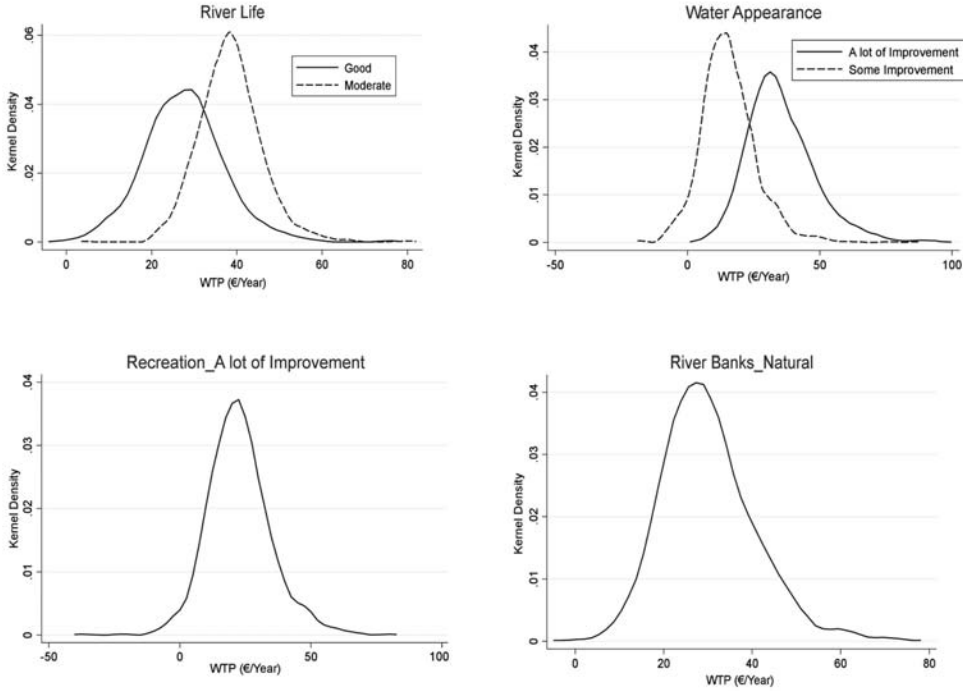 River Life
Kernel Density
0 .02 .04 .06
Good
Moderate
0 20 40 60 80
WTP (€/Year)
Water Appearance
Kernel Density
0 .01 .02 .03 .04
A lot of Improvement
Some Improvement
-50 0 50 100
WTP (€/Year)
Recreation_A lot of Improvement
Kernel Density
0 .01 .02 .03 .04
-50 0 50 100
WTP (€/Year)
River Banks_Natural
Kernel Density
0 .01 .02 .03 .04
0 20 40 60 80
WTP (€/Year)